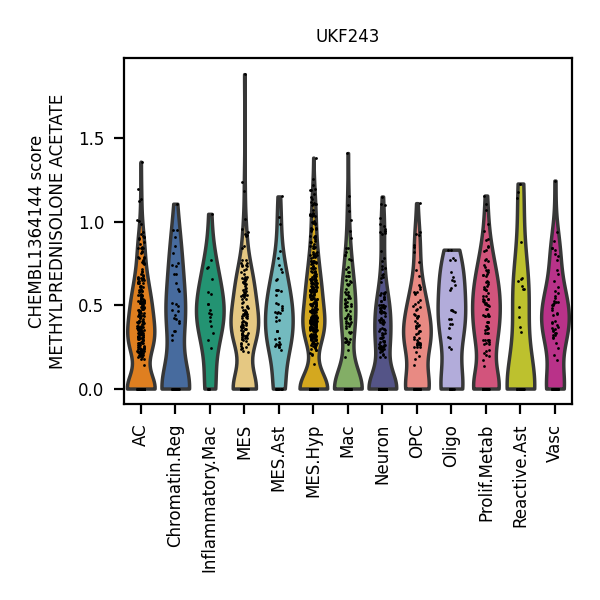 UKF243
CHEMBL1364144 score
METHYLPREDNISOLONE ACETATE
1.5
1.0
0.5
0.0
AC
Chromatin.Reg
Inflammatory.Mac
MES
MES.Ast
MES.Hyp
Mac
Neuron
OPC
Oligo
Prolif.Metab
Reactive.Ast
Vasc